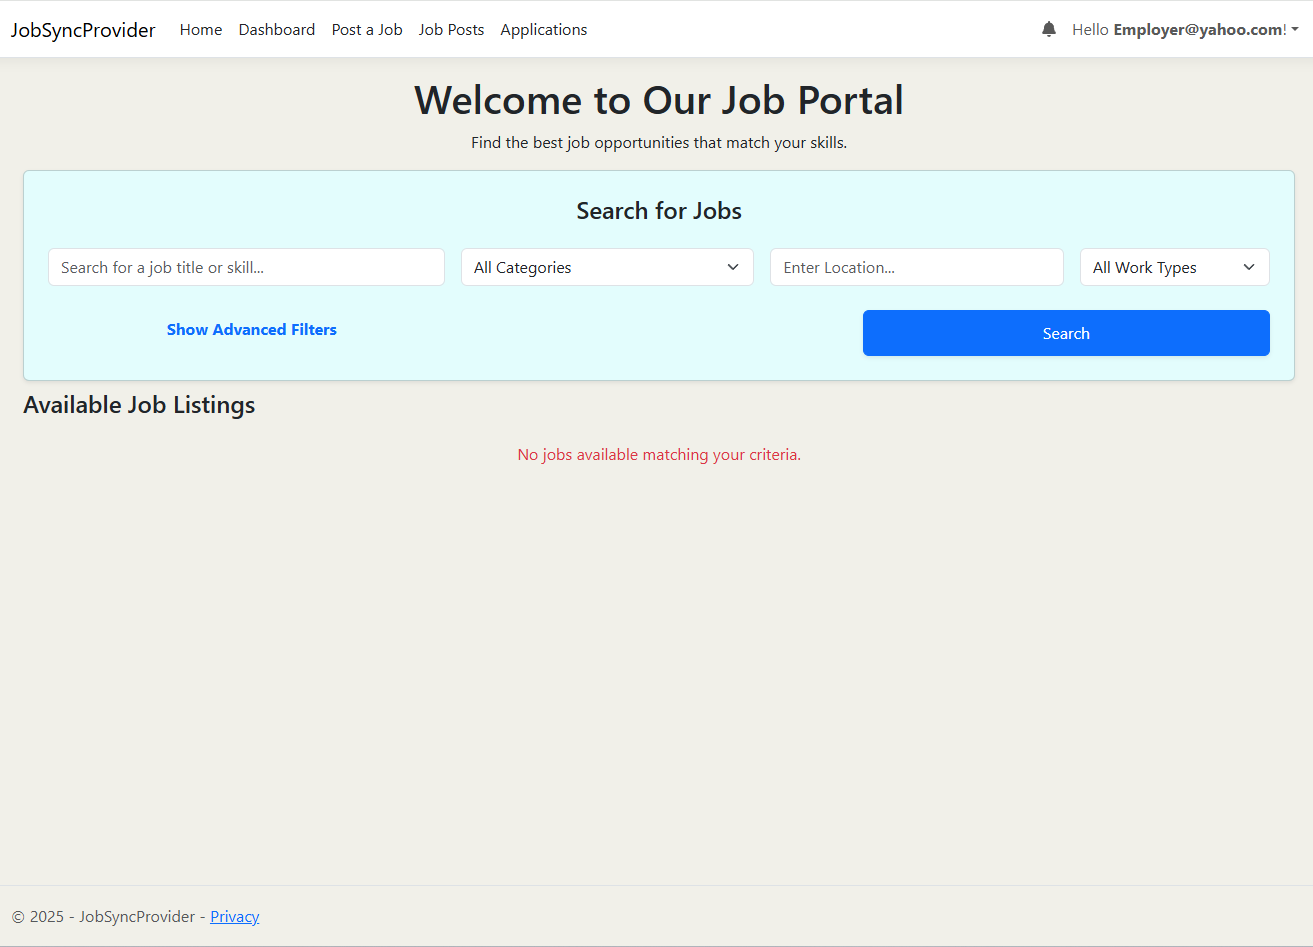 JobSyncProvider Home Dashboard Post a Job Job Posts Applications Hello Employer@yahoo.com!
Welcome to Our Job Portal
Find the best job opportunities that match your skills.
Search for Jobs
Search for a job title or skill... All Categories Enter Location... All Work Types
Show Advanced Filters Search
Available Job Listings
No jobs available matching your criteria.
© 2025 - JobSyncProvider - Privacy